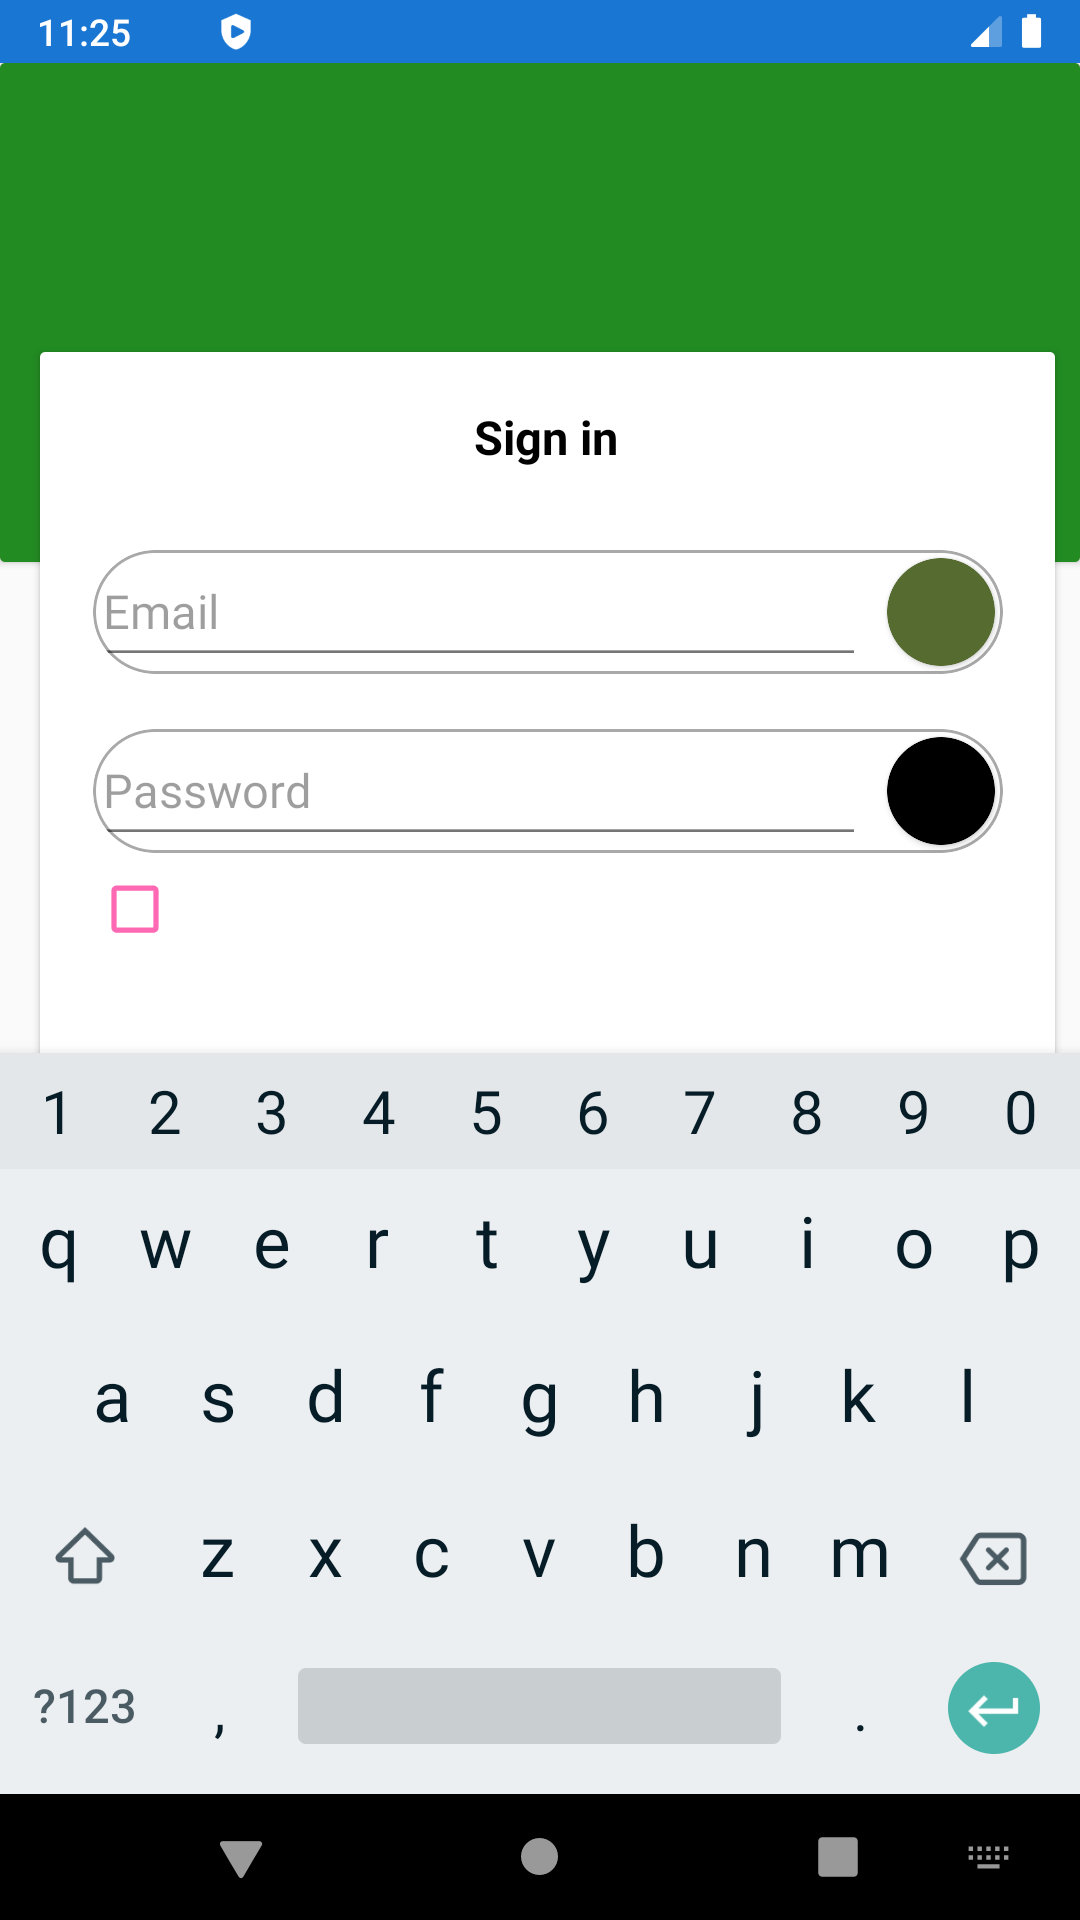 11:25
Sign in
Email
Password
1 2 3 4 5 6 7 8 9 0
q w e r t y u i o p
a s d f g h j k l
z x c v b n m
?123 , .